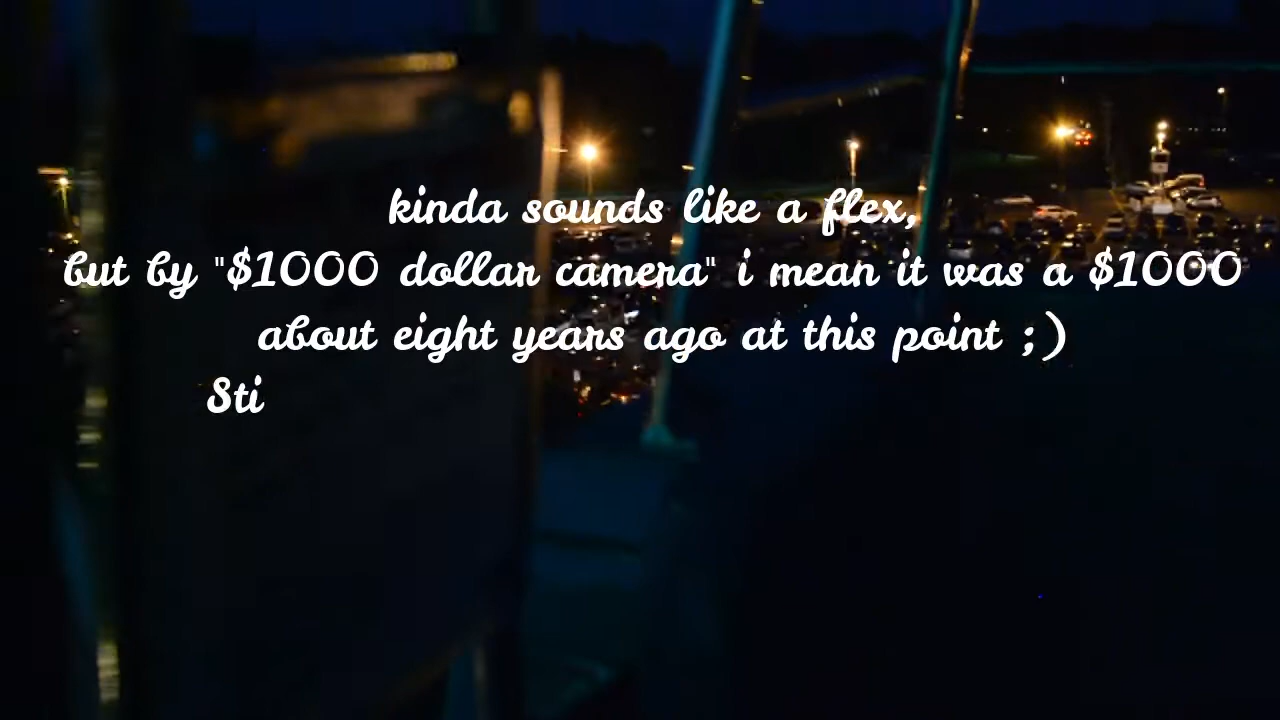 kinda sounds like a flex,
but by "$1000 dollar camera" i mean it was a $1000
about eight years ago at this point ;)
Sti